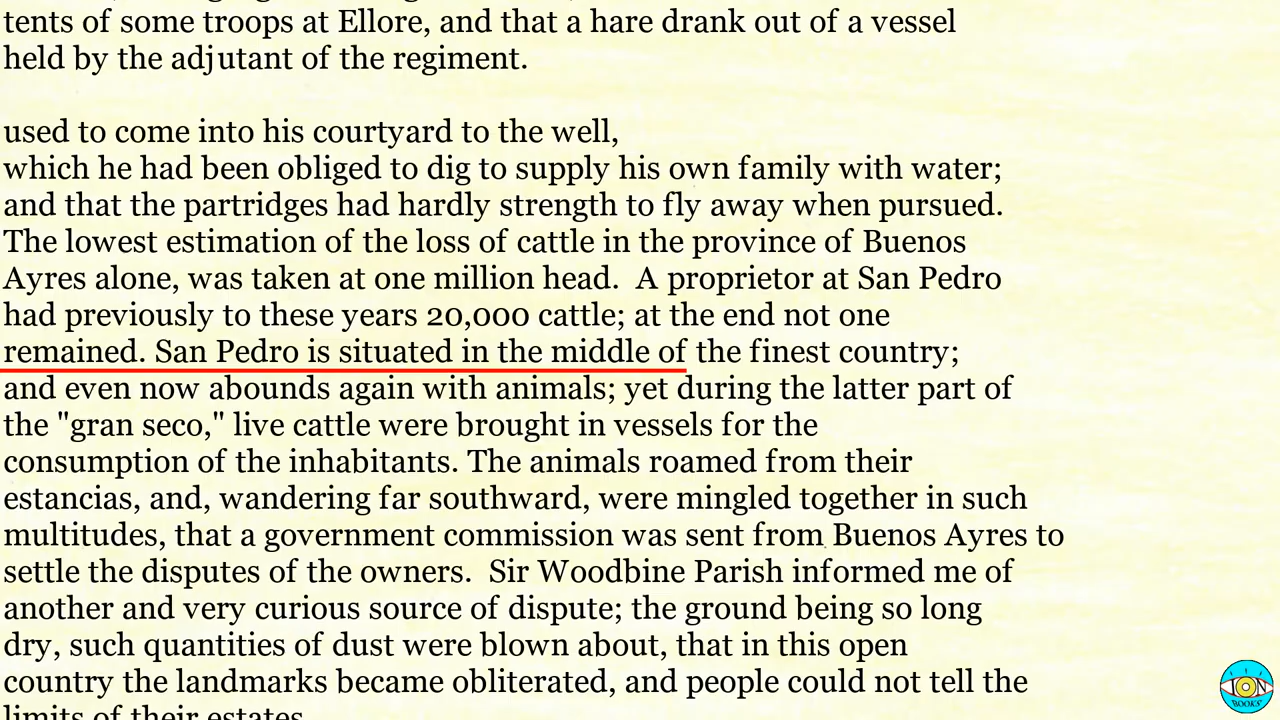 tents of some troops at Ellore, and that a hare drank out of a vessel
held by the adjutant of the regiment.
used to come into his courtyard to the well,
which he had been obliged to dig to supply his own family with water;
and that the partridges had hardly strength to fly away when pursued.
The lowest estimation of the loss of cattle in the province of Buenos
Ayres alone, was taken at one million head.  A proprietor at San Pedro
had previously to these years 20,000 cattle; at the end not one
remained. San Pedro is situated in the middle of the finest country;
and even now abounds again with animals; yet during the latter part of
the "gran seco," live cattle were brought in vessels for the
consumption of the inhabitants. The animals roamed from their
estancias, and, wandering far southward, were mingled together in such
multitudes, that a government commission was sent from Buenos Ayres to
settle the disputes of the owners.  Sir Woodbine Parish informed me of
another and very curious source of dispute; the ground being so long
dry, such quantities of dust were blown about, that in this open
country the landmarks became obliterated, and people could not tell the
limits of their estates.
ION
BOOKS